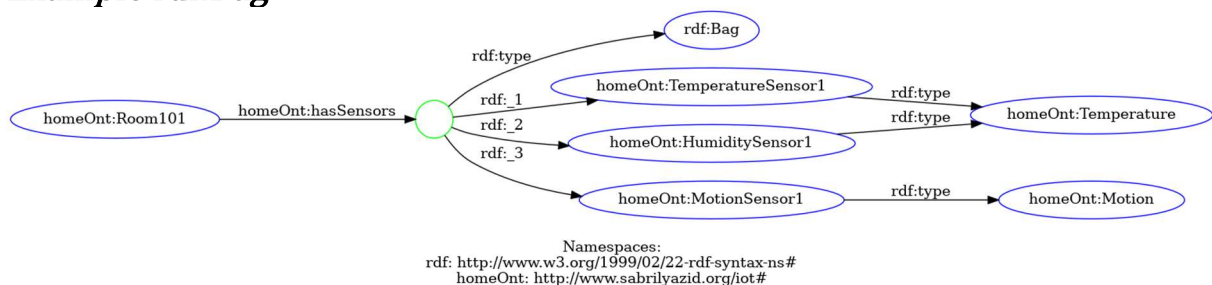 rdf:Bag
rdf:type
homeOnt:TemperatureSensor1
rdf:type
rdf:_1
homeOnt:hasSensors
homeOnt:Room101
homeOnt:Temperature
rdf:_2
rdf:type
homeOnt:HumiditySensor1
rdf:_3
homeOnt:MotionSensor1
rdf:type
homeOnt:Motion
Namespaces:
rdf: http://www.w3.org/1999/02/22-rdf-syntax-ns#
homeOnt: http://www.sabrilyazid.org/iot#